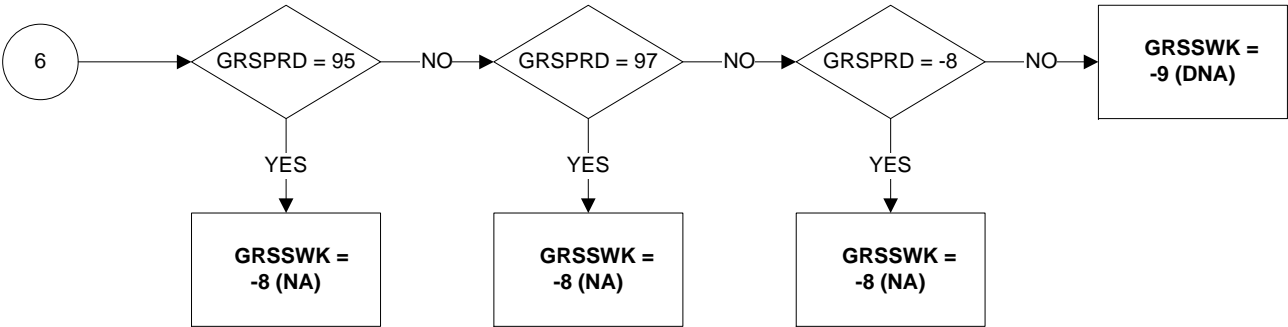 6
GRSPRD = 95
NO
GRSPRD = 97
NO
GRSPRD = -8
NO
GRSSWK =
-9 (DNA)
YES
YES
YES
GRSSWK =
-8 (NA)
GRSSWK =
-8 (NA)
GRSSWK =
-8 (NA)